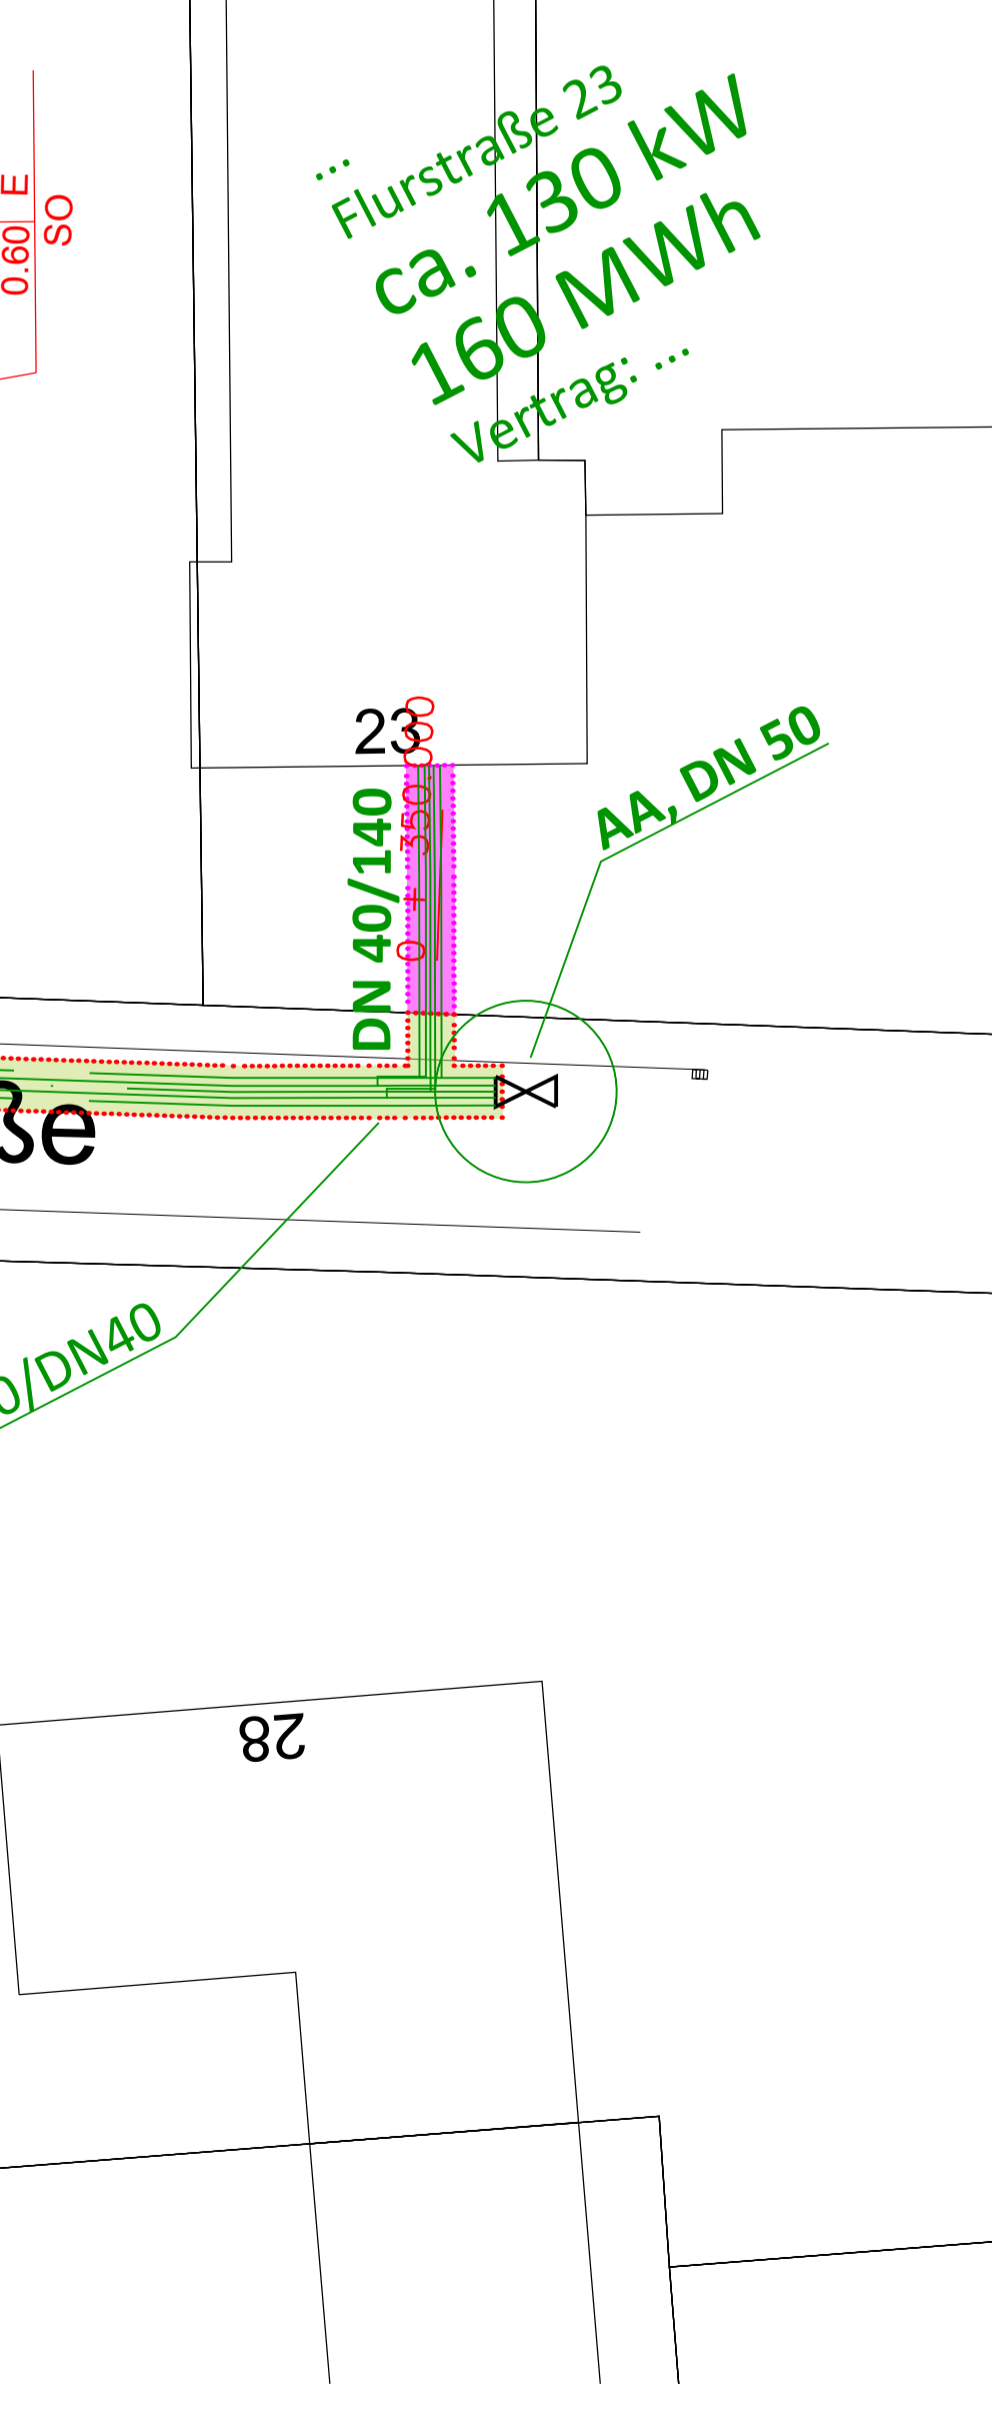 ...
Flurstraße 23
ca. 130 kW
160 MWh
Vertrag: ...
0.60 E
SO
23
0 + 350.000
DN 40/140
AA, DN 50
ße
0/DN40
28